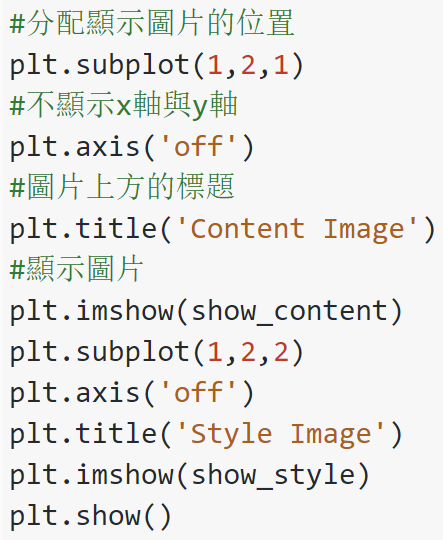 #分配顯示圖片的位置
plt.subplot(1,2,1)
#不顯示x軸與y軸
plt.axis('off')
#圖片上方的標題
plt.title('Content Image')
#顯示圖片
plt.imshow(show_content)
plt.subplot(1,2,2)
plt.axis('off')
plt.title('Style Image')
plt.imshow(show_style)
plt.show()